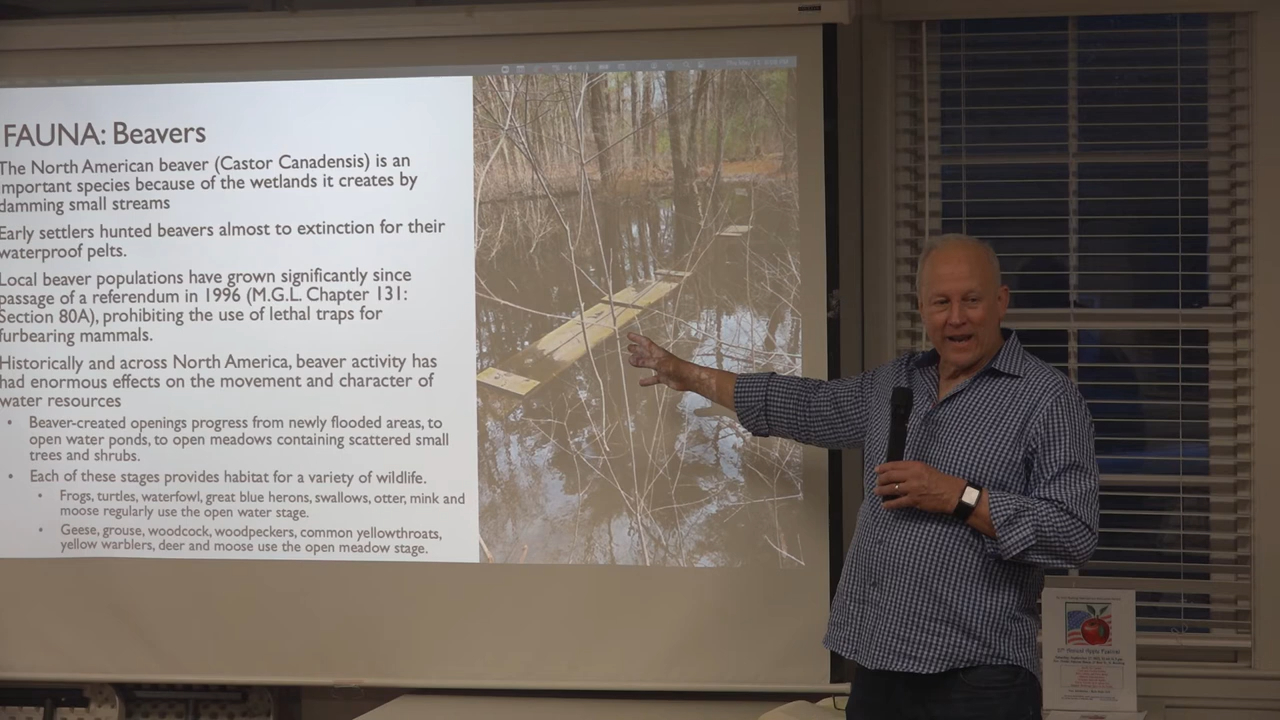 FAUNA: Beavers
The North American beaver (Castor Canadensis) is an
important species because of the wetlands it creates by
damming small streams
Early settlers hunted beavers almost to extinction for their
waterproof pelts.
Local beaver populations have grown significantly since
passage of a referendum in 1996 (M.G.L. Chapter 131:
Section 80A), prohibiting the use of lethal traps for
furbearing mammals.
Historically and across North America, beaver activity has
had enormous effects on the movement and character of
water resources
• Beaver-created openings progress from newly flooded areas, to
open water ponds, to open meadows containing scattered small
trees and shrubs.
• Each of these stages provides habitat for a variety of wildlife.
• Frogs, turtles, waterfowl, great blue herons, swallows, otter, mink and
moose regularly use the open water stage.
• Geese, grouse, woodcock, woodpeckers, common yellowthroats,
yellow warblers, deer and moose use the open meadow stage.
Annual Apple Festival